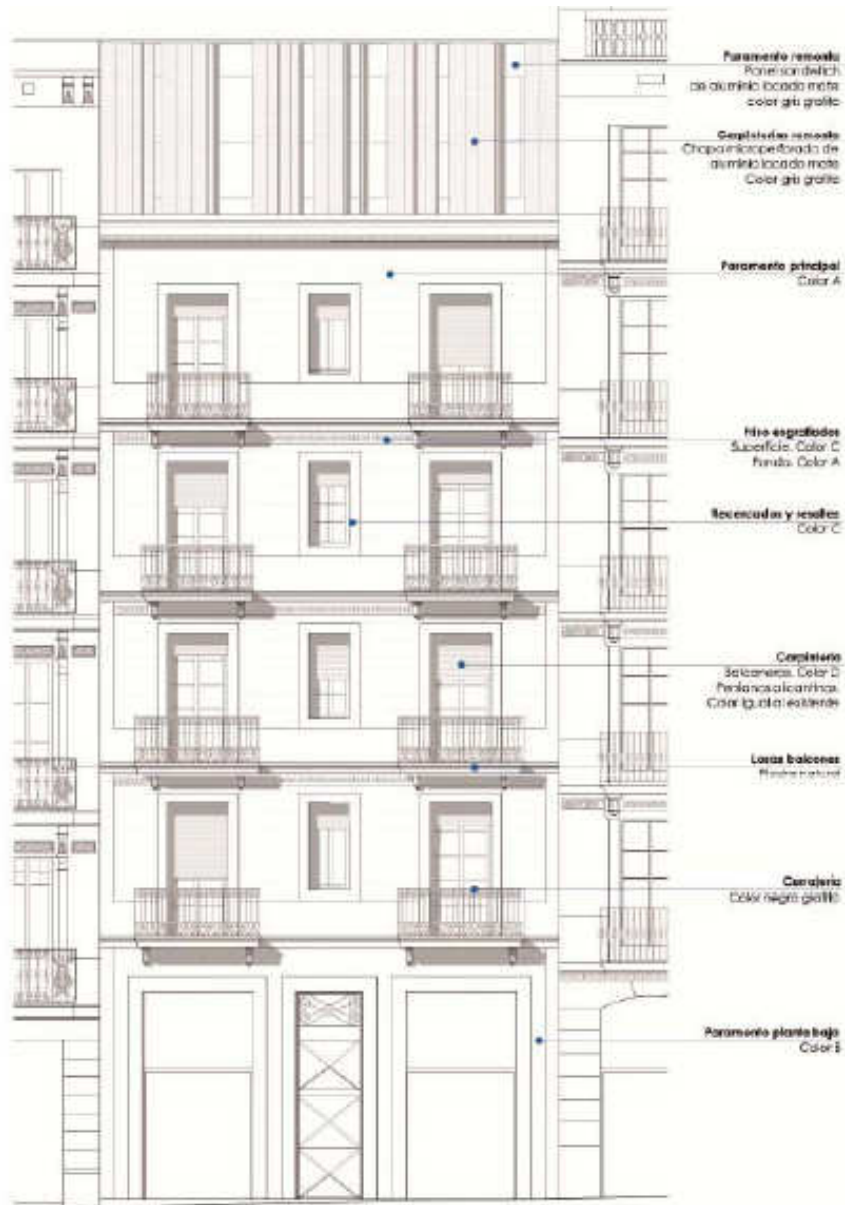 Paramento remonta
Panel sandwich
de aluminio lacado mate
color gris grafito
Carpinterías remonta
Chapa microperforada de
aluminio lacado mate
Color gris grafito
Paramento principal
Color A
Friso esgrafiados
Superficie. Color C
Fondo. Color A
Recercados y resaltes
Color C
Carpintería
Balconeras. Color D
Persianas alicantinas.
Color igual al existente
Losas balcones
Piedra natural
Cerrajería
Color negro grafito
Paramento planta baja
Color B